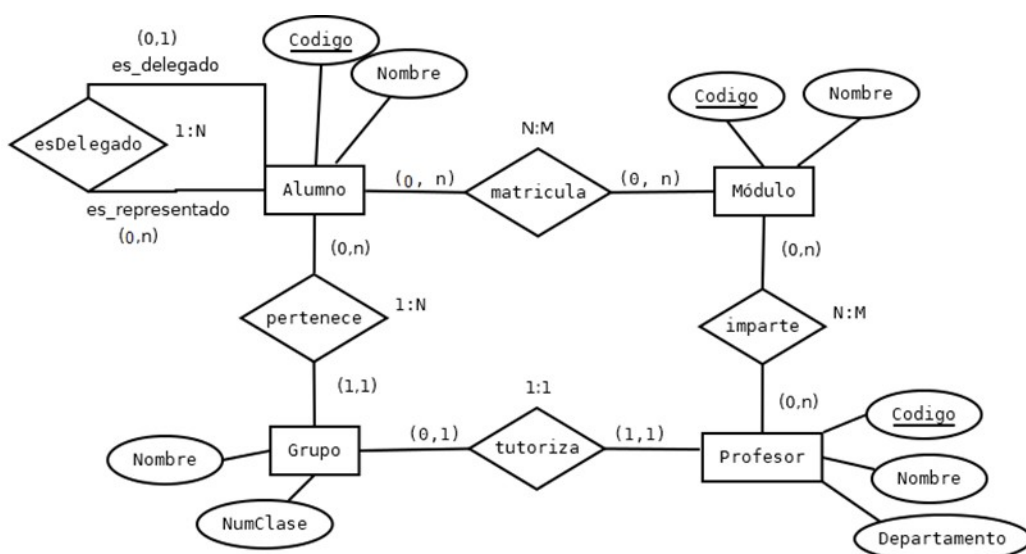 (0,1)
es_delegado
Codigo
Nombre
esDelegado
1:N
es_representado
(0,n)
Alumno
(0, n)
N:M
matricula
(0, n)
Codigo
Nombre
Módulo
(0,n)
pertenece
1:N
(1,1)
(0,n)
imparte
N:M
(0,n)
Nombre
Grupo
NumClase
(0,1)
1:1
tutoriza
(1,1)
Profesor
Codigo
Nombre
Departamento